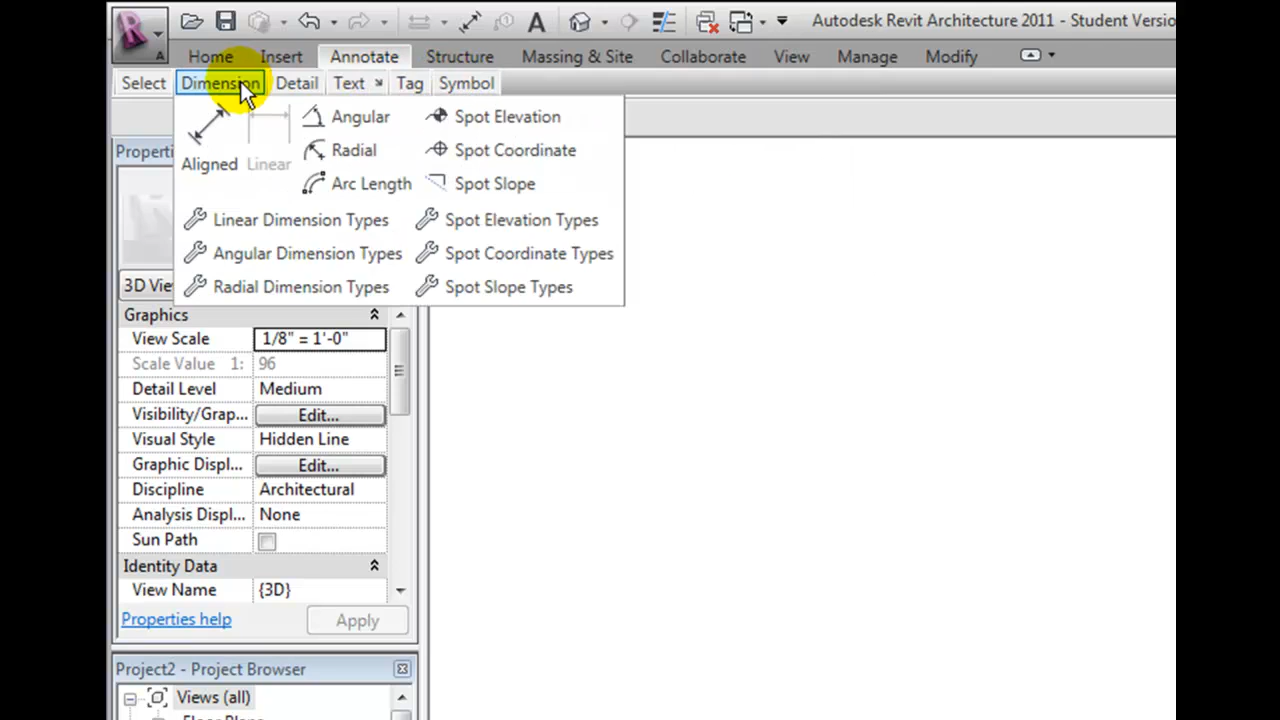 Autodesk Revit Architecture 2011 - Student Versio
A
Home Insert Annotate Structure Massing & Site Collaborate View Manage Modify
Select Dimension Detail Text Tag Symbol
Aligned Linear Angular Spot Elevation
Radial Spot Coordinate
Arc Length Spot Slope
Linear Dimension Types Spot Elevation Types
Angular Dimension Types Spot Coordinate Types
Radial Dimension Types Spot Slope Types
Properti
3D Vie
Graphics
View Scale 1/8" = 1'-0"
Scale Value 1: 96
Detail Level Medium
Visibility/Grap... Edit...
Visual Style Hidden Line
Graphic Displ... Edit...
Discipline Architectural
Analysis Displ... None
Sun Path
Identity Data
View Name {3D}
Properties help Apply
Project2 - Project Browser
Views (all)